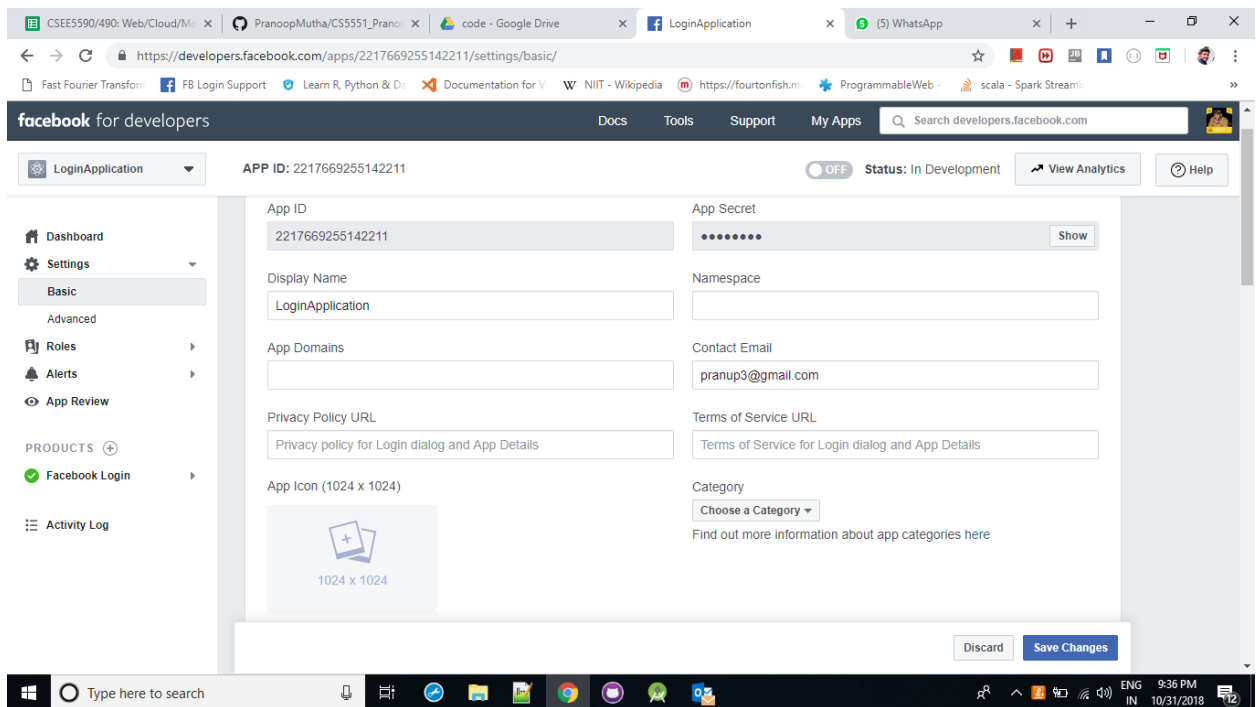 CSEE5590/490: Web/Cloud/Mo
PranoopMutha/CS5551_Prano
code - Google Drive
LoginApplication
(5) WhatsApp
https://developers.facebook.com/apps/2217669255142211/settings/basic/
Fast Fourier Transform
FB Login Support
Learn R, Python & Da
Documentation for V
NIIT - Wikipedia
https://fourtonfish.m
ProgrammableWeb -
scala - Spark Streami
»
facebook for developers
Docs
Tools
Support
My Apps
Search developers.facebook.com
LoginApplication
APP ID: 2217669255142211
OFF
Status: In Development
View Analytics
Help
Dashboard
Settings
Basic
Advanced
Roles
Alerts
App Review
PRODUCTS
Facebook Login
Activity Log
App ID
2217669255142211
App Secret
••••••••
Show
Display Name
LoginApplication
Namespace
App Domains
Contact Email
pranup3@gmail.com
Privacy Policy URL
Privacy policy for Login dialog and App Details
Terms of Service URL
Terms of Service for Login dialog and App Details
App Icon (1024 x 1024)
1024 x 1024
Category
Choose a Category
Find out more information about app categories here
Discard
Save Changes
Type here to search
ENG
IN
9:36 PM
10/31/2018
12